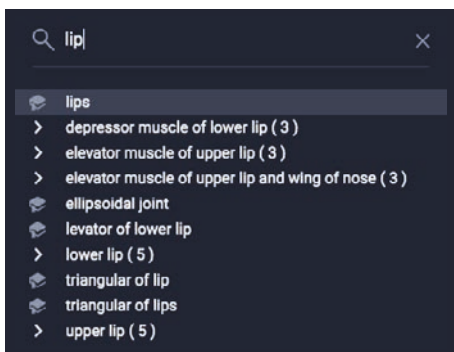 lip
lips
depressor muscle of lower lip ( 3 )
elevator muscle of upper lip ( 3 )
elevator muscle of upper lip and wing of nose ( 3 )
ellipsoidal joint
levator of lower lip
lower lip ( 5 )
triangular of lip
triangular of lips
upper lip ( 5 )